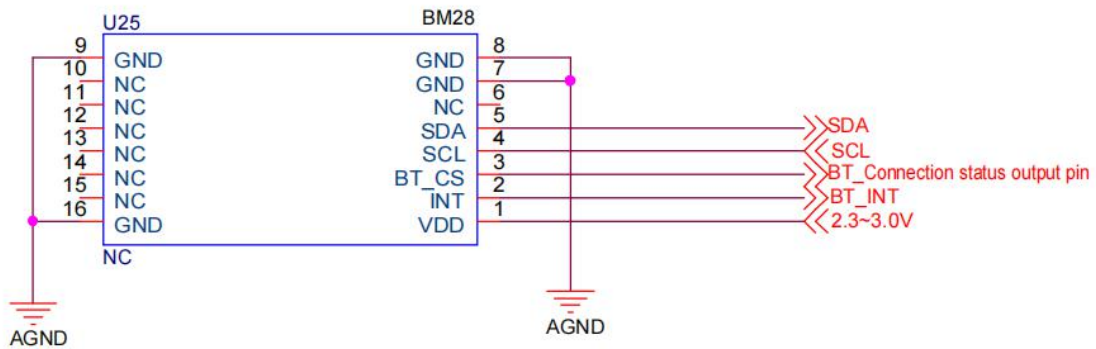 U25 BM28
9 GND GND 8
10 NC GND 7
11 NC NC 6
12 NC SDA 5 SDA
13 NC SCL 4 SCL
14 NC BT_CS 3 BT_Connection status output pin
15 NC INT 2 BT_INT
16 GND VDD 1 2.3~3.0V
NC
AGND AGND